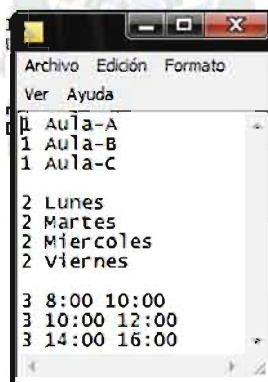 Archivo Edición Formato
Ver Ayuda
1 Aula-A
1 Aula-B
1 Aula-C
2 Lunes
2 Martes
2 Miercoles
2 Viernes
3 8:00 10:00
3 10:00 12:00
3 14:00 16:00